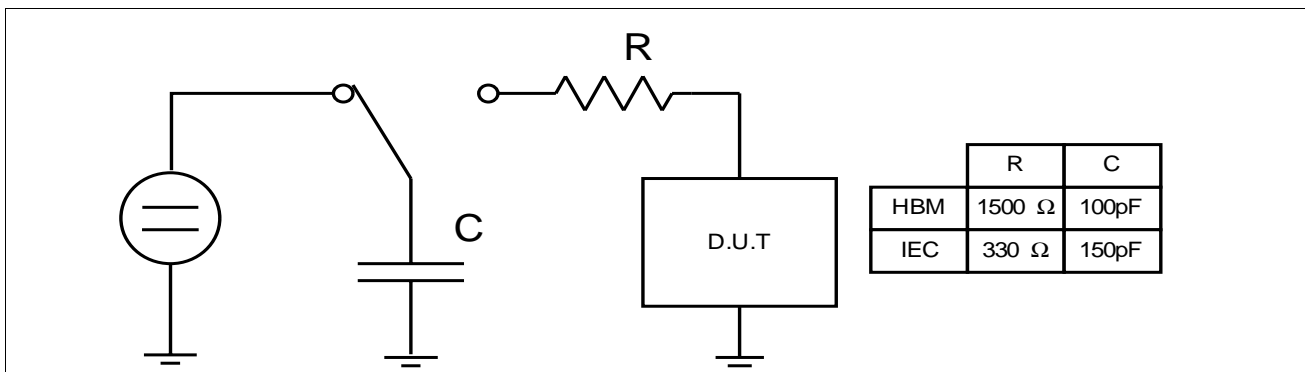 R
C
D.U.T
R C
HBM 1500 Ω 100pF
IEC 330 Ω 150pF